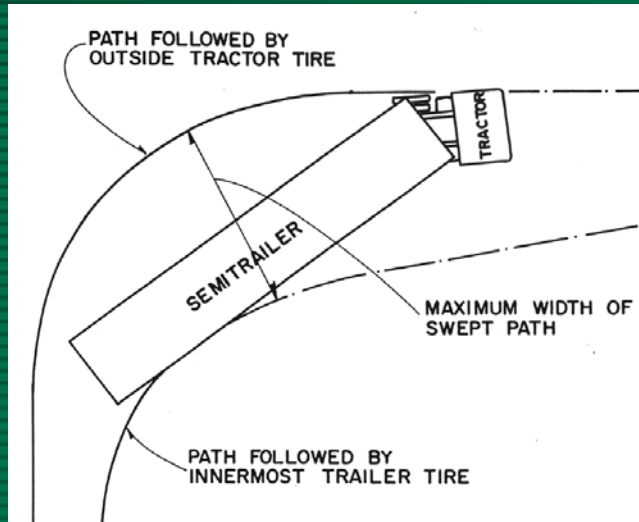 PATH FOLLOWED BY
OUTSIDE TRACTOR TIRE
TRACTOR
SEMITRAILER
MAXIMUM WIDTH OF
SWEPT PATH
PATH FOLLOWED BY
INNERMOST TRAILER TIRE